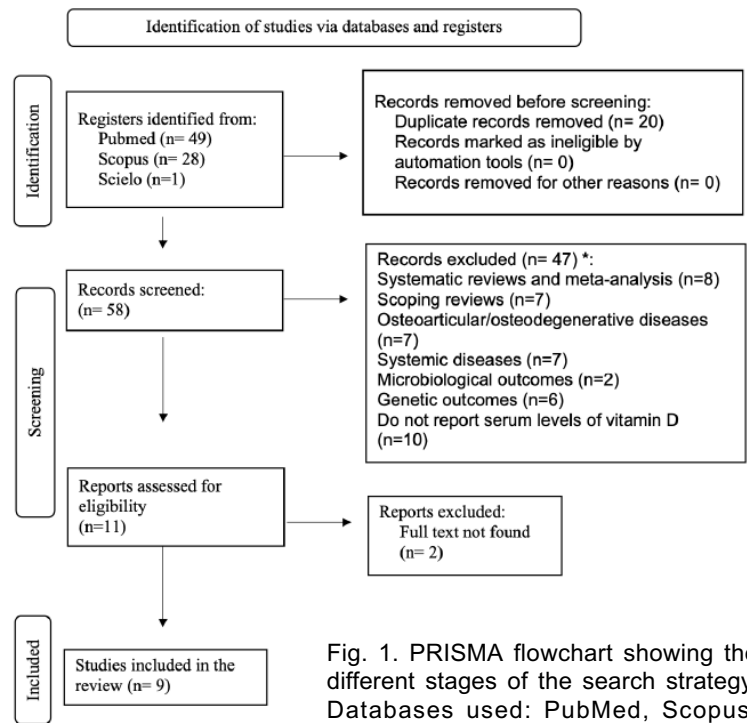 Identification of studies via databases and registers
Identification
Registers identified from:
Pubmed (n= 49)
Scopus (n= 28)
Scielo (n=1)
Records removed before screening:
Duplicate records removed (n= 20)
Records marked as ineligible by
automation tools (n= 0)
Records removed for other reasons (n= 0)
Screening
Records screened:
(n= 58)
Records excluded (n= 47) *:
Systematic reviews and meta-analysis (n=8)
Scoping reviews (n=7)
Osteoarticular/osteodegenerative diseases
(n=7)
Systemic diseases (n=7)
Microbiological outcomes (n=2)
Genetic outcomes (n=6)
Do not report serum levels of vitamin D
(n=10)
Reports assessed for
eligibility
(n=11)
Reports excluded:
Full text not found
(n= 2)
Included
Studies included in the
review (n= 9)
Fig. 1. PRISMA flowchart showing the
different stages of the search strategy
Databases used: PubMed, Scopus